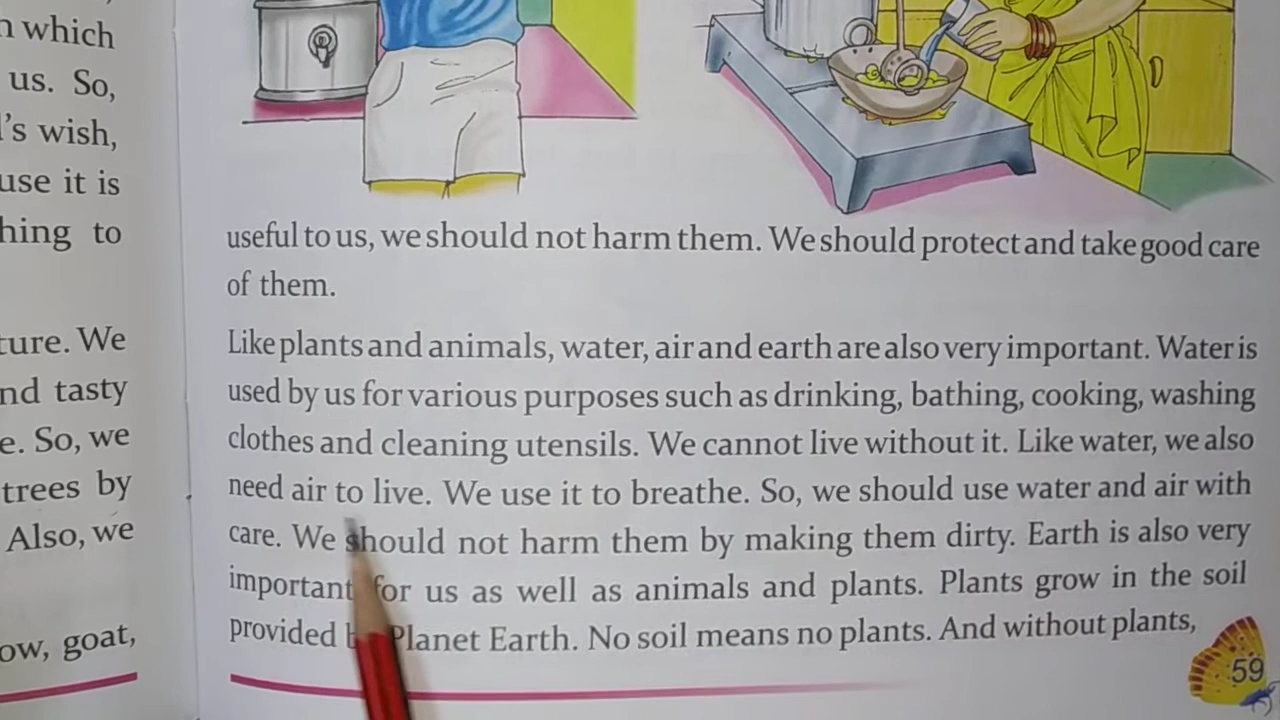 which
us. So,
wish,
it is
to
We
nd tasty
So, we
trees by
Also, we
goat,
useful to us, we should not harm them. We should protect and take good care
of them.
Like plants and animals, water, air and earth are also very important. Water is
used by us for various purposes such as drinking, bathing, cooking, washing
clothes and cleaning utensils. We cannot live without it. Like water, we also
need air to live. We use it to breathe. So, we should use water and air with
care. We should not harm them by making them dirty. Earth is also very
important for us as well as animals and plants. Plants grow in the soil
provided Planet Earth. No soil means no plants. And without plants,
59